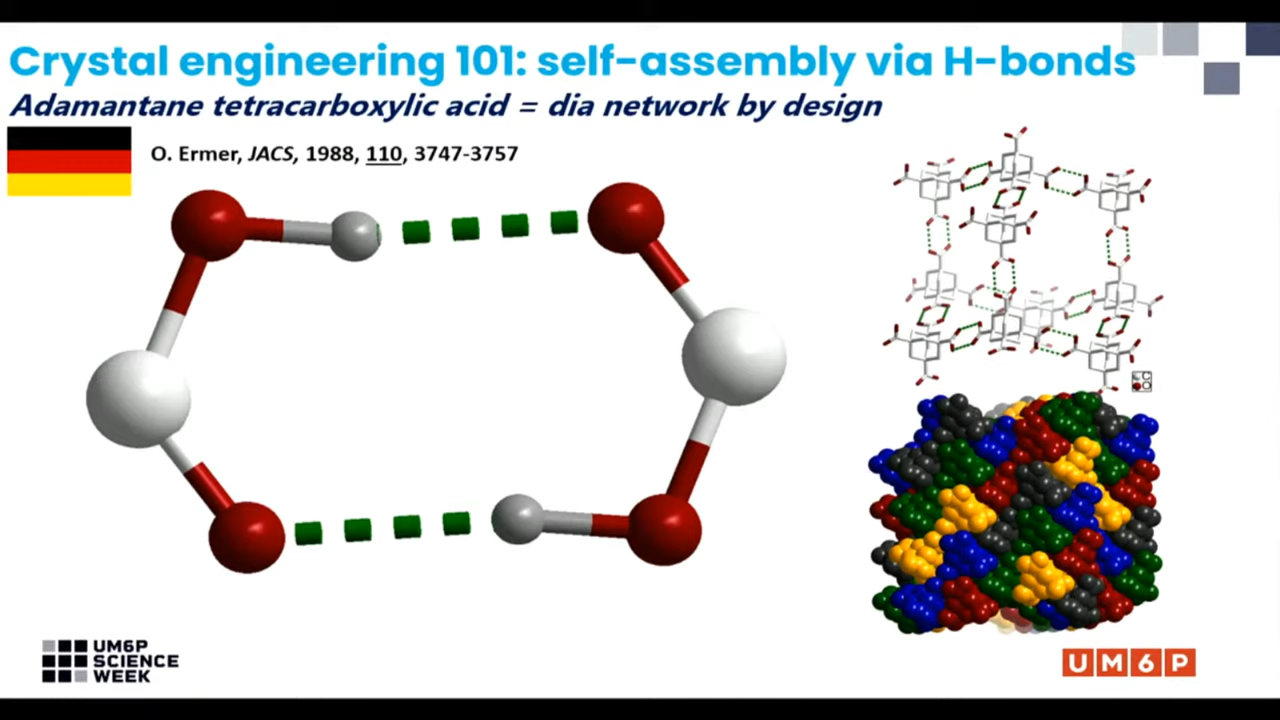 Crystal engineering 101: self-assembly via H-bonds
Adamantane tetracarboxylic acid = dia network by design
O. Ermer, JACS, 1988, 110, 3747-3757
C
O
UM6P
SCIENCE
WEEK
UM6P